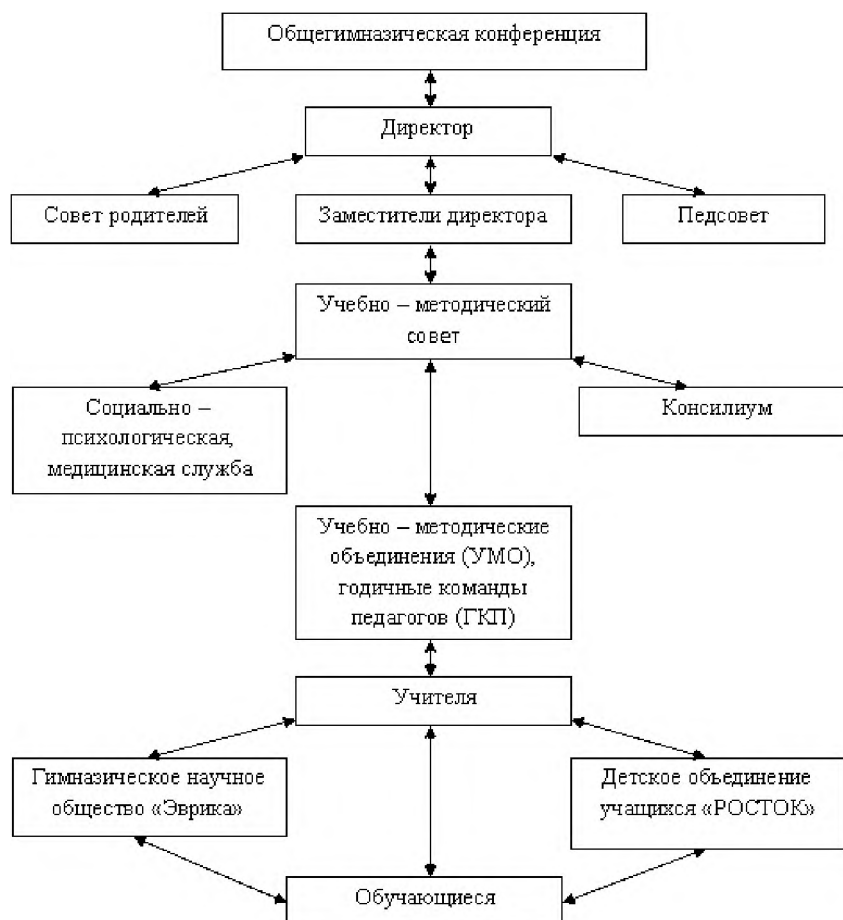 Общегимназическая конференция
Директор
Совет родителей
Заместители директора
Педсовет
Учебно – методический
совет
Социально –
психологическая,
медицинская служба
Консилиум
Учебно – методические
объединения (УМО),
годичные команды
педагогов (ГКП)
Учителя
Гимназическое научное
общество «Эврика»
Детское объединение
учащихся «РОСТОК»
Обучающиеся